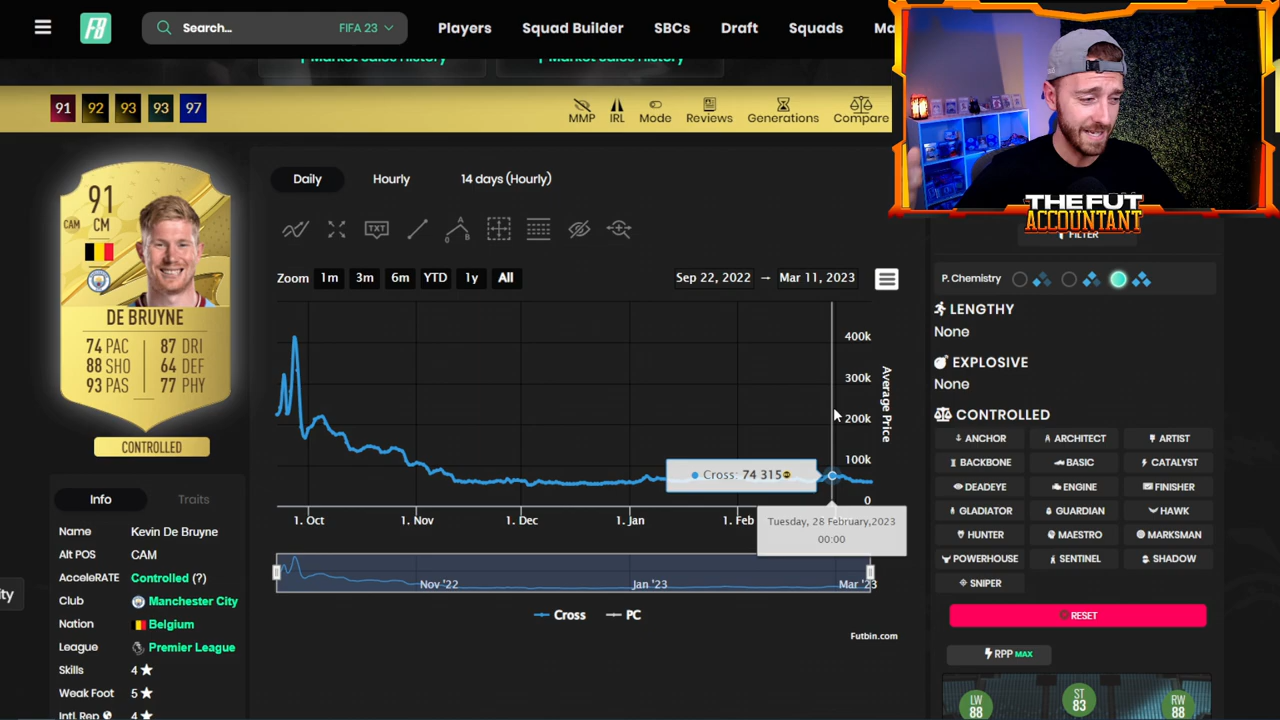 FB
Search...
FIFA 23
Players
Squad Builder
SBCs
Draft
Squads
Ma
Market Sales History
Market Sales History
91 92 93 93 97
MMP
IRL
Mode
Reviews
Generations
Compare
THE FUT
ACCOUNTANT
FILTER
91
CAM
CM
DE BRUYNE
74 PAC 87 DRI
88 SHO 64 DEF
93 PAS 77 PHY
CONTROLLED
Info
Traits
Name Kevin De Bruyne
Alt POS CAM
AcceleRATE Controlled (?)
Club Manchester City
Nation Belgium
League Premier League
Skills 4
Weak Foot 5
Intl. Rep 4
ty
Daily
Hourly
14 days (Hourly)
TXT
A
B
0
Zoom 1m 3m 6m YTD 1y All
Sep 22, 2022 → Mar 11, 2023
400k
300k
200k
100k
0
Average Price
Cross: 74 315
1. Oct
1. Nov
1. Dec
1. Jan
1. Feb
Tuesday, 28 February,2023
00:00
Nov '22
Jan '23
Mar '23
Cross
PC
Futbin.com
P. Chemistry
LENGTHY
None
EXPLOSIVE
None
CONTROLLED
ANCHOR ARCHITECT ARTIST
BACKBONE BASIC CATALYST
DEADEYE ENGINE FINISHER
GLADIATOR GUARDIAN HAWK
HUNTER MAESTRO MARKSMAN
POWERHOUSE SENTINEL SHADOW
SNIPER
RESET
RPP MAX
LW
88
ST
83
RW
88